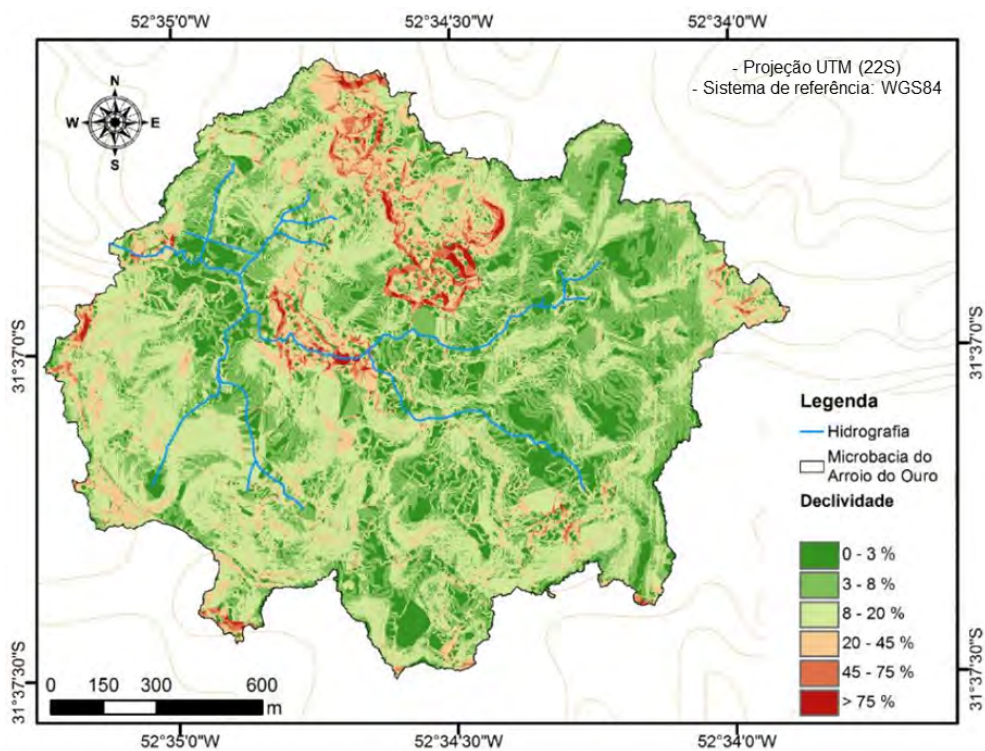 52°35'0"W
52°34'30"W
52°34'0"W
- Projeção UTM (22S)
- Sistema de referência: WGS84
N
W
E
S
31°37'0"S
31°37'0"S
Legenda
Hidrografia
Microbacia do
Arroio do Ouro
Declividade
0 - 3 %
3 - 8 %
8 - 20 %
20 - 45 %
45 - 75 %
> 75 %
31°37'30"S
31°37'30"S
0 150 300 600
m
52°35'0"W
52°34'30"W
52°34'0"W